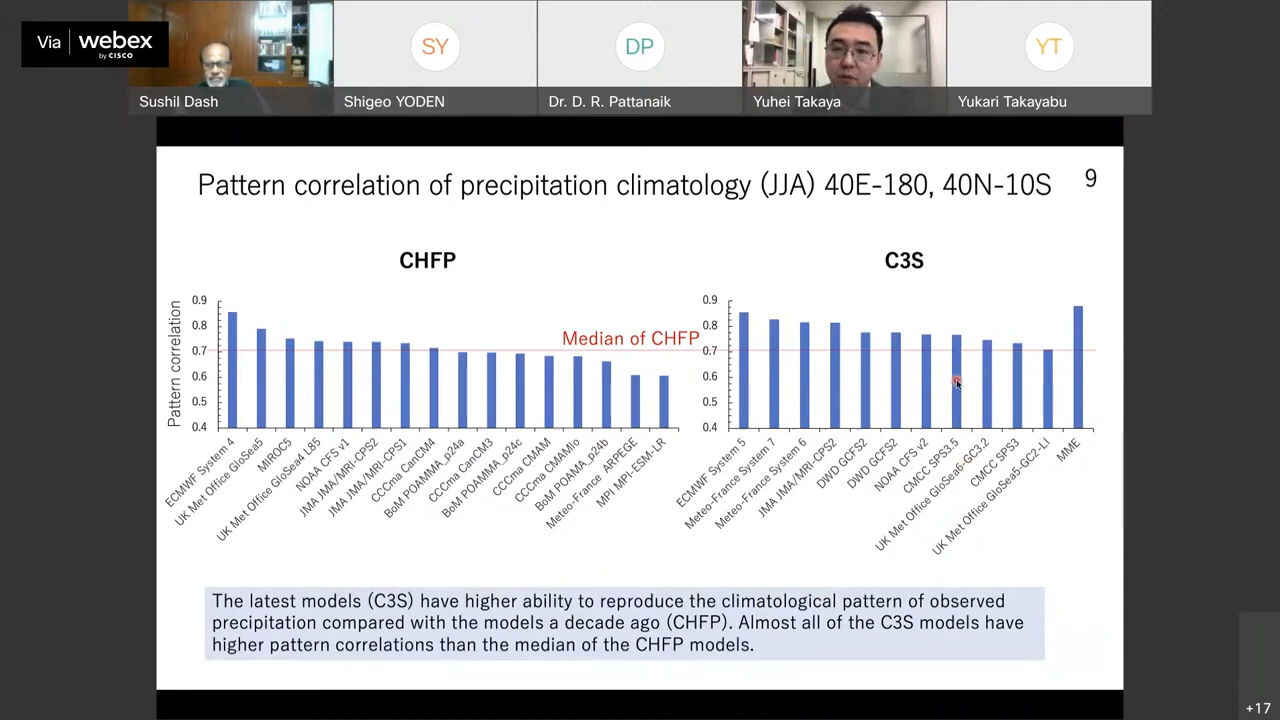 Via webex
by CISCO
SY
DP
YT
Sushil Dash
Shigeo YODEN
Dr. D. R. Pattanaik
Yuhei Takaya
Yukari Takayabu
Pattern correlation of precipitation climatology (JJA) 40E-180, 40N-10S
9
CHFP
Pattern correlation
0.9
0.8
0.7
0.6
0.5
0.4
Median of CHFP
ECMWF System 4
UK Met Office GloSea5
MIROC5
UK Met Office GloSea4 L85
NOAA CFS v1
JMA JMA/MRI-CPS2
JMA JMA/MRI-CPS1
CCCma CanCM4
BoM POAMMA_p24a
CCCma CanCM3
BoM POAMMA_p24c
CCCma CMAM
CCCma CMAMlo
BoM POAMA_p24b
Meteo-France ARPEGE
MPI MPI-ESM-LR
C3S
0.9
0.8
0.7
0.6
0.5
0.4
ECMWF System 5
Meteo-France System 7
Meteo-France System 6
JMA JMA/MRI-CPS2
DWD GCFS2
DWD GCFS2
NOAA CFS v2
CMCC SPS3.5
UK Met Office GloSea6-GC3.2
CMCC SPS3
UK Met Office GloSea5-GC2-LI
MME
The latest models (C3S) have higher ability to reproduce the climatological pattern of observed
precipitation compared with the models a decade ago (CHFP). Almost all of the C3S models have
higher pattern correlations than the median of the CHFP models.
+17